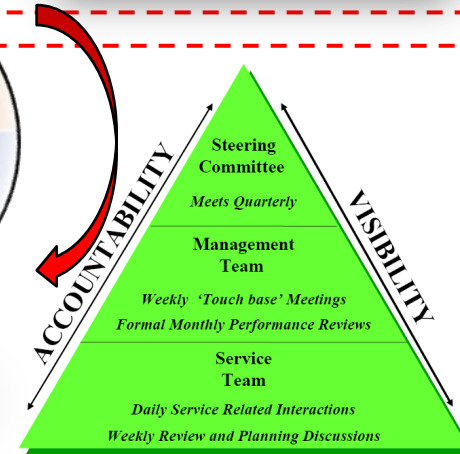 Steering
Committee
Meets Quarterly
ACCOUNTABILITY
VISIBILITY
Management
Team
Weekly ‘Touch base’ Meetings
Formal Monthly Performance Reviews
Service
Team
Daily Service Related Interactions
Weekly Review and Planning Discussions